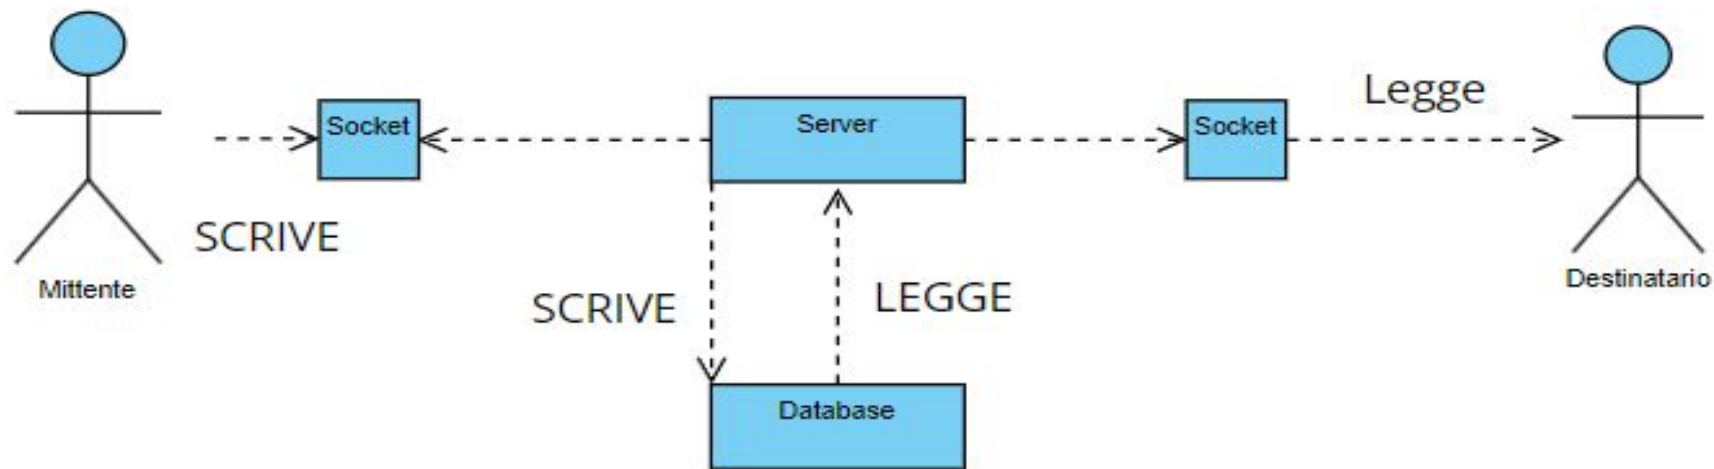 Socket
Server
Socket
Legge
SCRIVE
Mittente
Destinatario
SCRIVE
LEGGE
Database